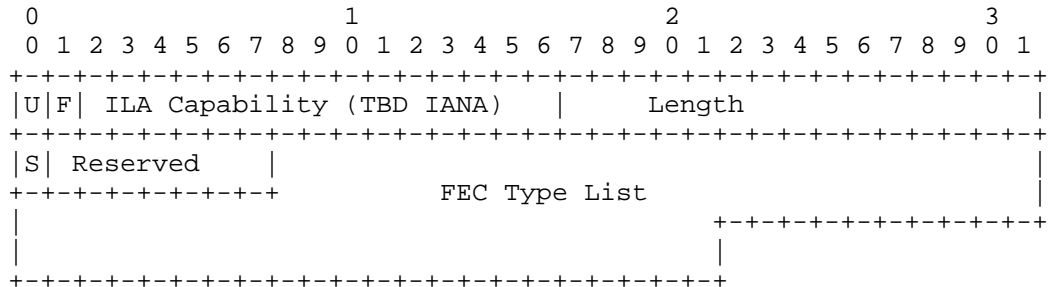 0                   1                   2                   3
 0 1 2 3 4 5 6 7 8 9 0 1 2 3 4 5 6 7 8 9 0 1 2 3 4 5 6 7 8 9 0 1
+-+-+-+-+-+-+-+-+-+-+-+-+-+-+-+-+-+-+-+-+-+-+-+-+-+-+-+-+-+-+-+-+
|U|F| ILA Capability (TBD IANA)   |     Length                  |
+-+-+-+-+-+-+-+-+-+-+-+-+-+-+-+-+-+-+-+-+-+-+-+-+-+-+-+-+-+-+-+-+
|S| Reserved    |                                               |
+-+-+-+-+-+-+-+-+          FEC Type List                        |
|                                           +-+-+-+-+-+-+-+-+-+-+
|                                           |
+-+-+-+-+-+-+-+-+-+-+-+-+-+-+-+-+-+-+-+-+-+-+